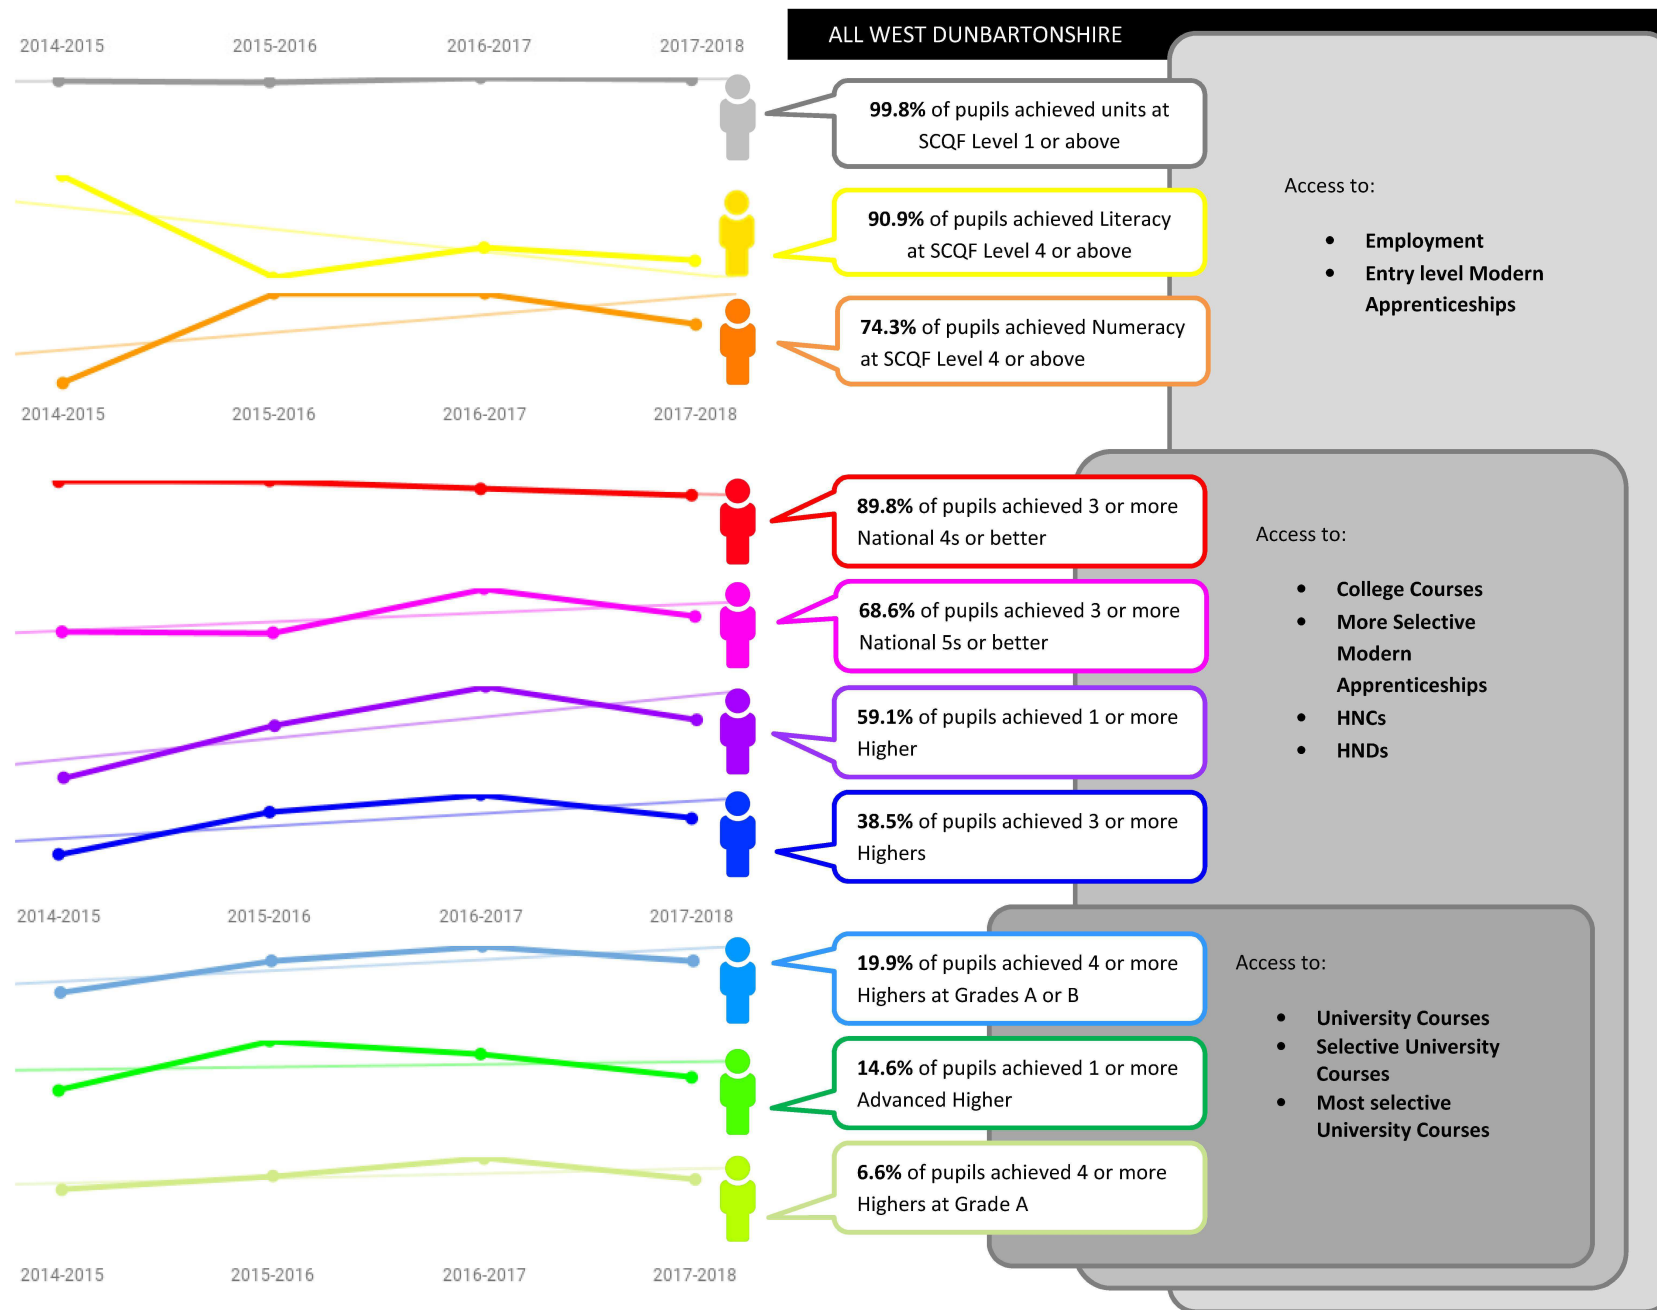 ALL WEST DUNBARTONSHIRE
2014-2015 2015-2016 2016-2017 2017-2018
99.8% of pupils achieved units at
SCQF Level 1 or above
90.9% of pupils achieved Literacy
at SCQF Level 4 or above
74.3% of pupils achieved Numeracy
at SCQF Level 4 or above
Access to:
• Employment
• Entry level Modern
Apprenticeships
2014-2015 2015-2016 2016-2017 2017-2018
89.8% of pupils achieved 3 or more
National 4s or better
68.6% of pupils achieved 3 or more
National 5s or better
59.1% of pupils achieved 1 or more
Higher
38.5% of pupils achieved 3 or more
Highers
Access to:
• College Courses
• More Selective
Modern
Apprenticeships
• HNCs
• HNDs
2014-2015 2015-2016 2016-2017 2017-2018
19.9% of pupils achieved 4 or more
Highers at Grades A or B
14.6% of pupils achieved 1 or more
Advanced Higher
6.6% of pupils achieved 4 or more
Highers at Grade A
Access to:
• University Courses
• Selective University
Courses
• Most selective
University Courses
2014-2015 2015-2016 2016-2017 2017-2018